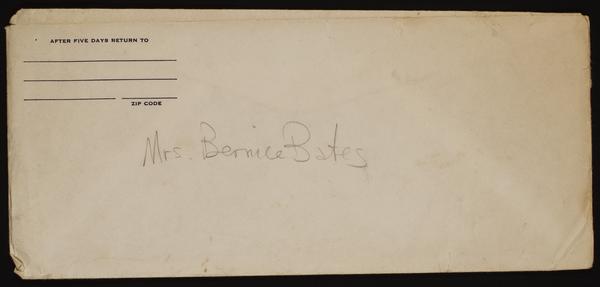 AFTER FIVE DAYS RETURN TO
ZIP CODE
Mrs. Bernice Bates